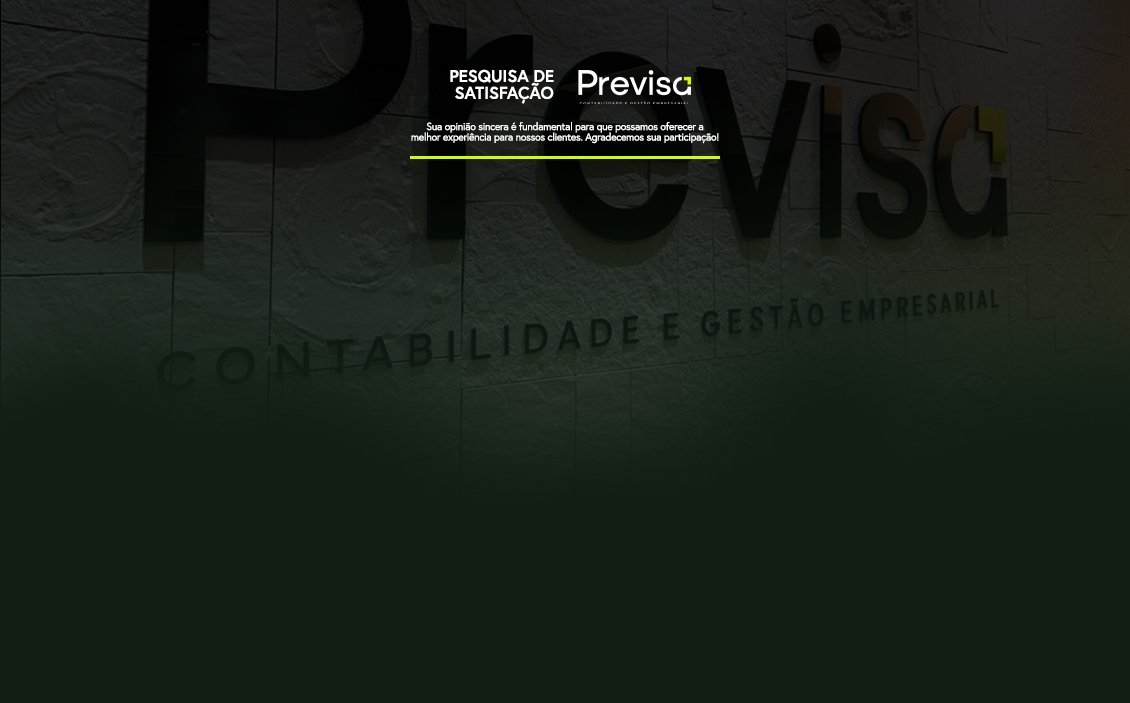 PESQUISA DE
SATISFAÇÃO
Previsa
CONTABILIDADE E GESTÃO EMPRESARIAL
Sua opinião sincera é fundamental para que possamos oferecer a
melhor experiência para nossos clientes. Agradecemos sua participação!
Previsa
CONTABILIDADE E GESTÃO EMPRESARIAL